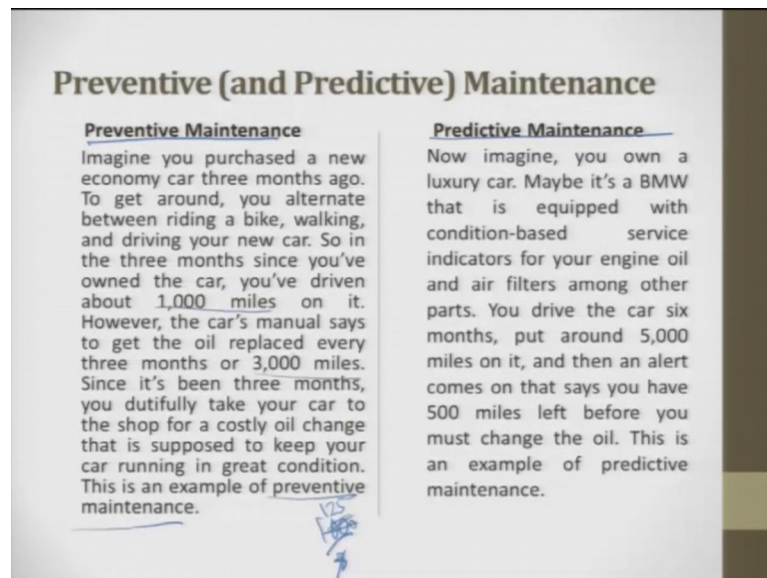 Preventive (and Predictive) Maintenance
Preventive Maintenance
Imagine you purchased a new
economy car three months ago.
To get around, you alternate
between riding a bike, walking,
and driving your new car. So in
the three months since you’ve
owned the car, you’ve driven
about 1,000 miles on it.
However, the car’s manual says
to get the oil replaced every
three months or 3,000 miles.
Since it’s been three months,
you dutifully take your car to
the shop for a costly oil change
that is supposed to keep your
car running in great condition.
This is an example of preventive
maintenance.
125
Predictive Maintenance
Now imagine, you own a
luxury car. Maybe it’s a BMW
that is equipped with
condition-based service
indicators for your engine oil
and air filters among other
parts. You drive the car six
months, put around 5,000
miles on it, and then an alert
comes on that says you have
500 miles left before you
must change the oil. This is
an example of predictive
maintenance.